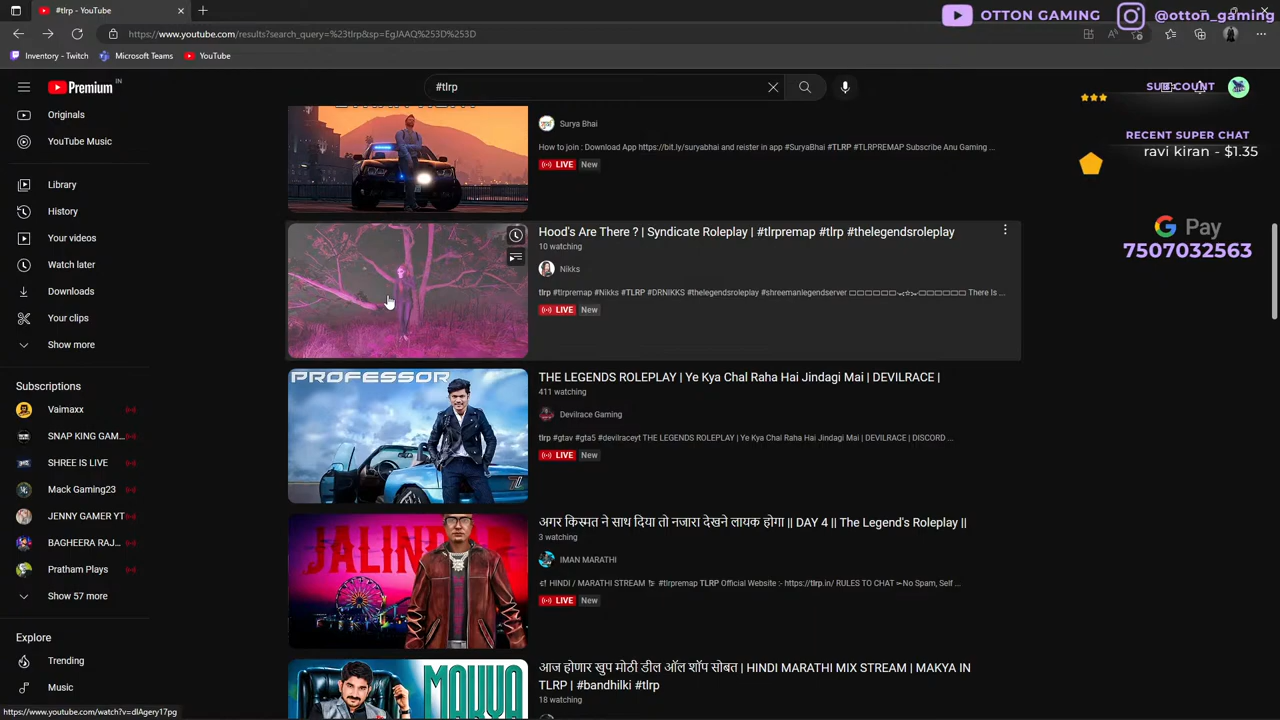 #tlrp - YouTube
OTTON GAMING
@otton_gaming
https://www.youtube.com/results?search_query=%23tlrp&sp=EgJAAQ%253D%253D
Inventory - Twitch
Microsoft Teams
YouTube
Premium
IN
#tlrp
SUB COUNT
RECENT SUPER CHAT
ravi kiran - $1.35
G Pay
7507032563
Originals
YouTube Music
Library
History
Your videos
Watch later
Downloads
Your clips
Show more
Subscriptions
Vaimaxx
SNAP KING GAM...
SHREE IS LIVE
Mack Gaming23
JENNY GAMER YT
BAGHEERA RAJ...
Pratham Plays
Show 57 more
Explore
Trending
Music
Surya Bhai
How to join : Download App https://bit.ly/suryabhai and reister in app #SuryaBhai #TLRP #TLRPREMAP Subscribe Anu Gaming ...
LIVE
New
Hood's Are There ? | Syndicate Roleplay | #tlrpremap #tlrp #thelegendsroleplay
10 watching
Nikks
tlrp #tlrpremap #Nikks #TLRP #DRNIKKS #thelegendsroleplay #shreemanlegendserver There Is ...
LIVE
New
PROFESSOR
THE LEGENDS ROLEPLAY | Ye Kya Chal Raha Hai Jindagi Mai | DEVILRACE |
411 watching
Devilrace Gaming
tlrp #gtav #gta5 #devilraceyt THE LEGENDS ROLEPLAY | Ye Kya Chal Raha Hai Jindagi Mai | DEVILRACE | DISCORD ...
LIVE
New
अगर किस्मत ने साथ दिया तो नजारा देखने लायक होगा || DAY 4 || The Legend's Roleplay ||
3 watching
IMAN MARATHI
HINDI / MARATHI STREAM #tlrpremap TLRP Official Website :- https://tlrp.in/ RULES TO CHAT No Spam, Self ...
LIVE
New
MAKYA
आज होणार खुप मोठी डील ऑल शॉप सोबत | HINDI MARATHI MIX STREAM | MAKYA IN
TLRP | #bandhilki #tlrp
18 watching
https://www.youtube.com/watch?v=dlAgery17pg